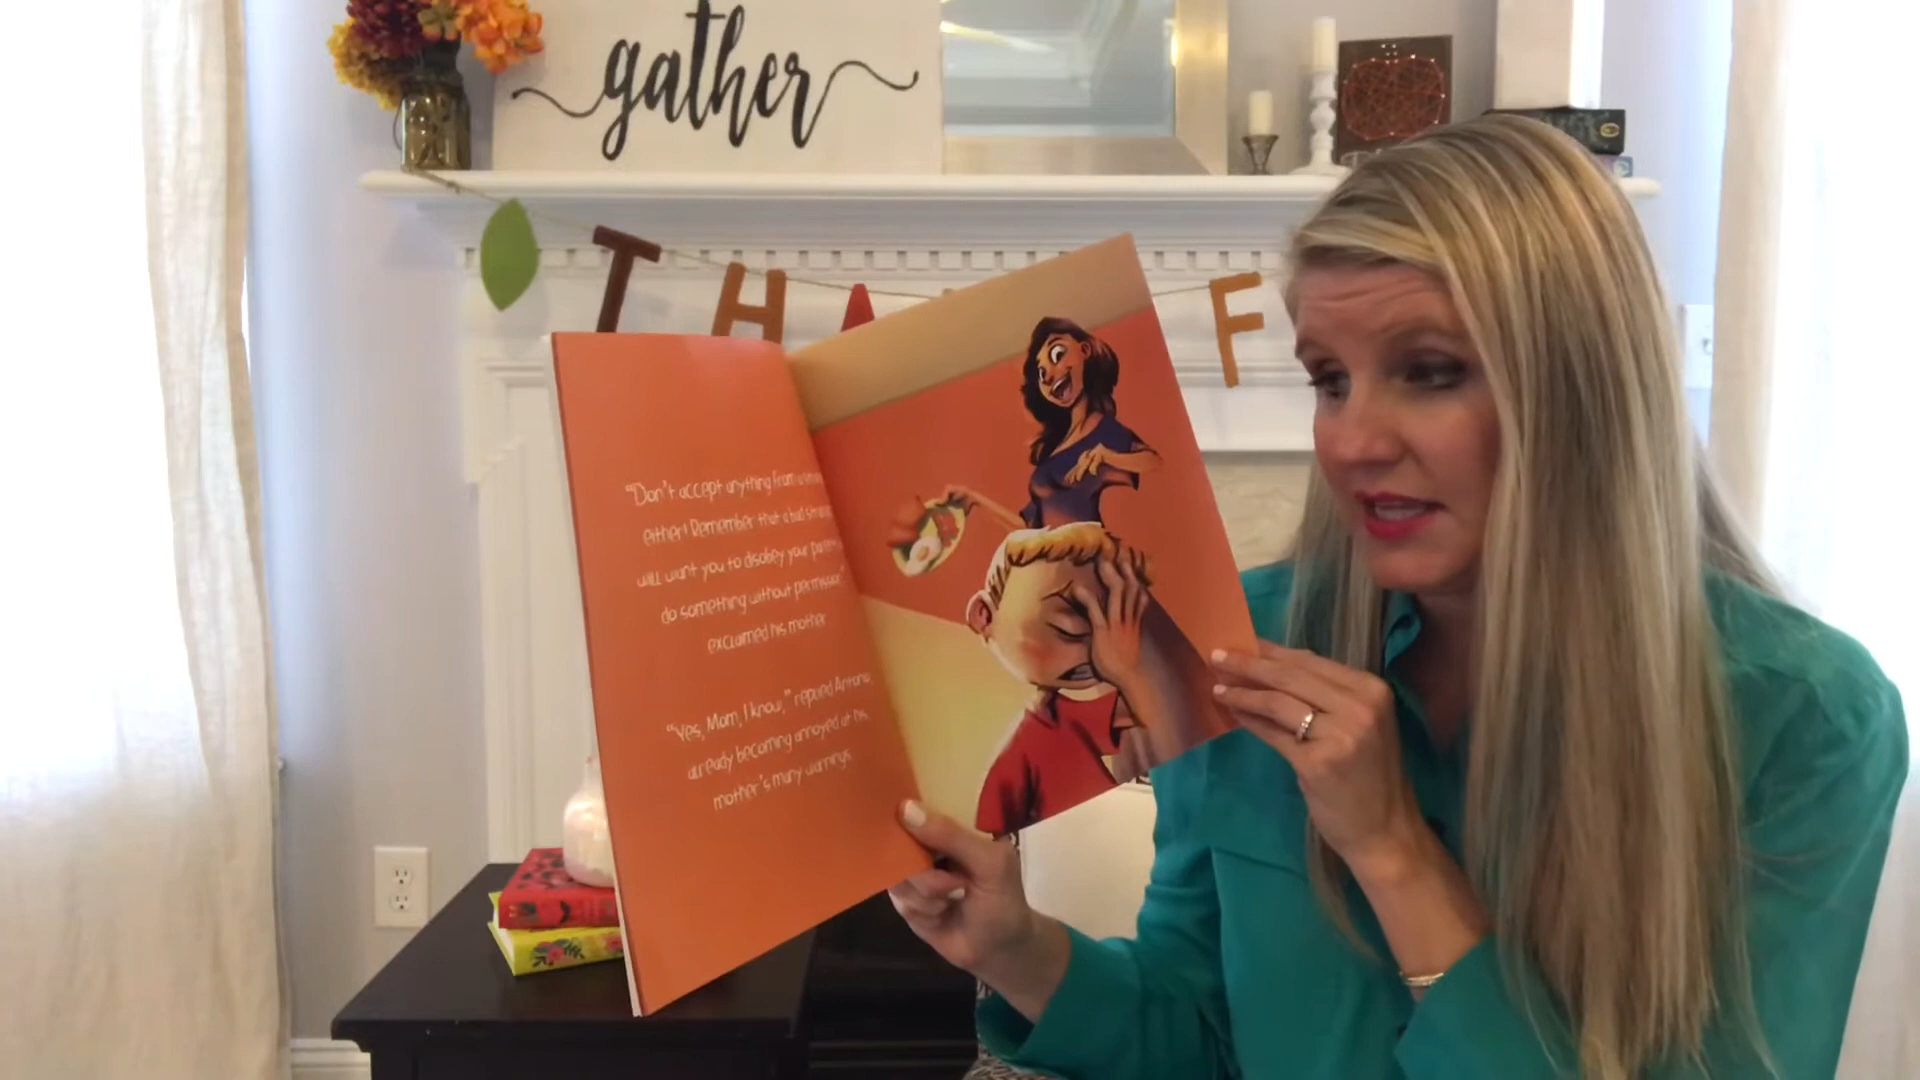 gather
T H F
"Don't accept anything from a
either! Remember that a bad
will want you to disobey your
do something without permission"
exclaimed his mother
"Yes, Mom, I know," replied Antonio
already becoming annoyed at his
mother's many warnings